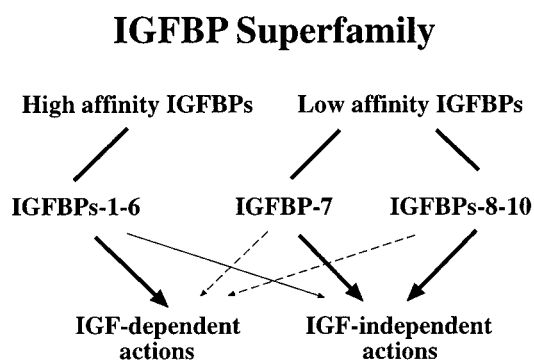 IGFBP Superfamily
High affinity IGFBPs
Low affinity IGFBPs
IGFBPs-1-6
IGFBP-7
IGFBPs-8-10
IGF-dependent
actions
IGF-independent
actions